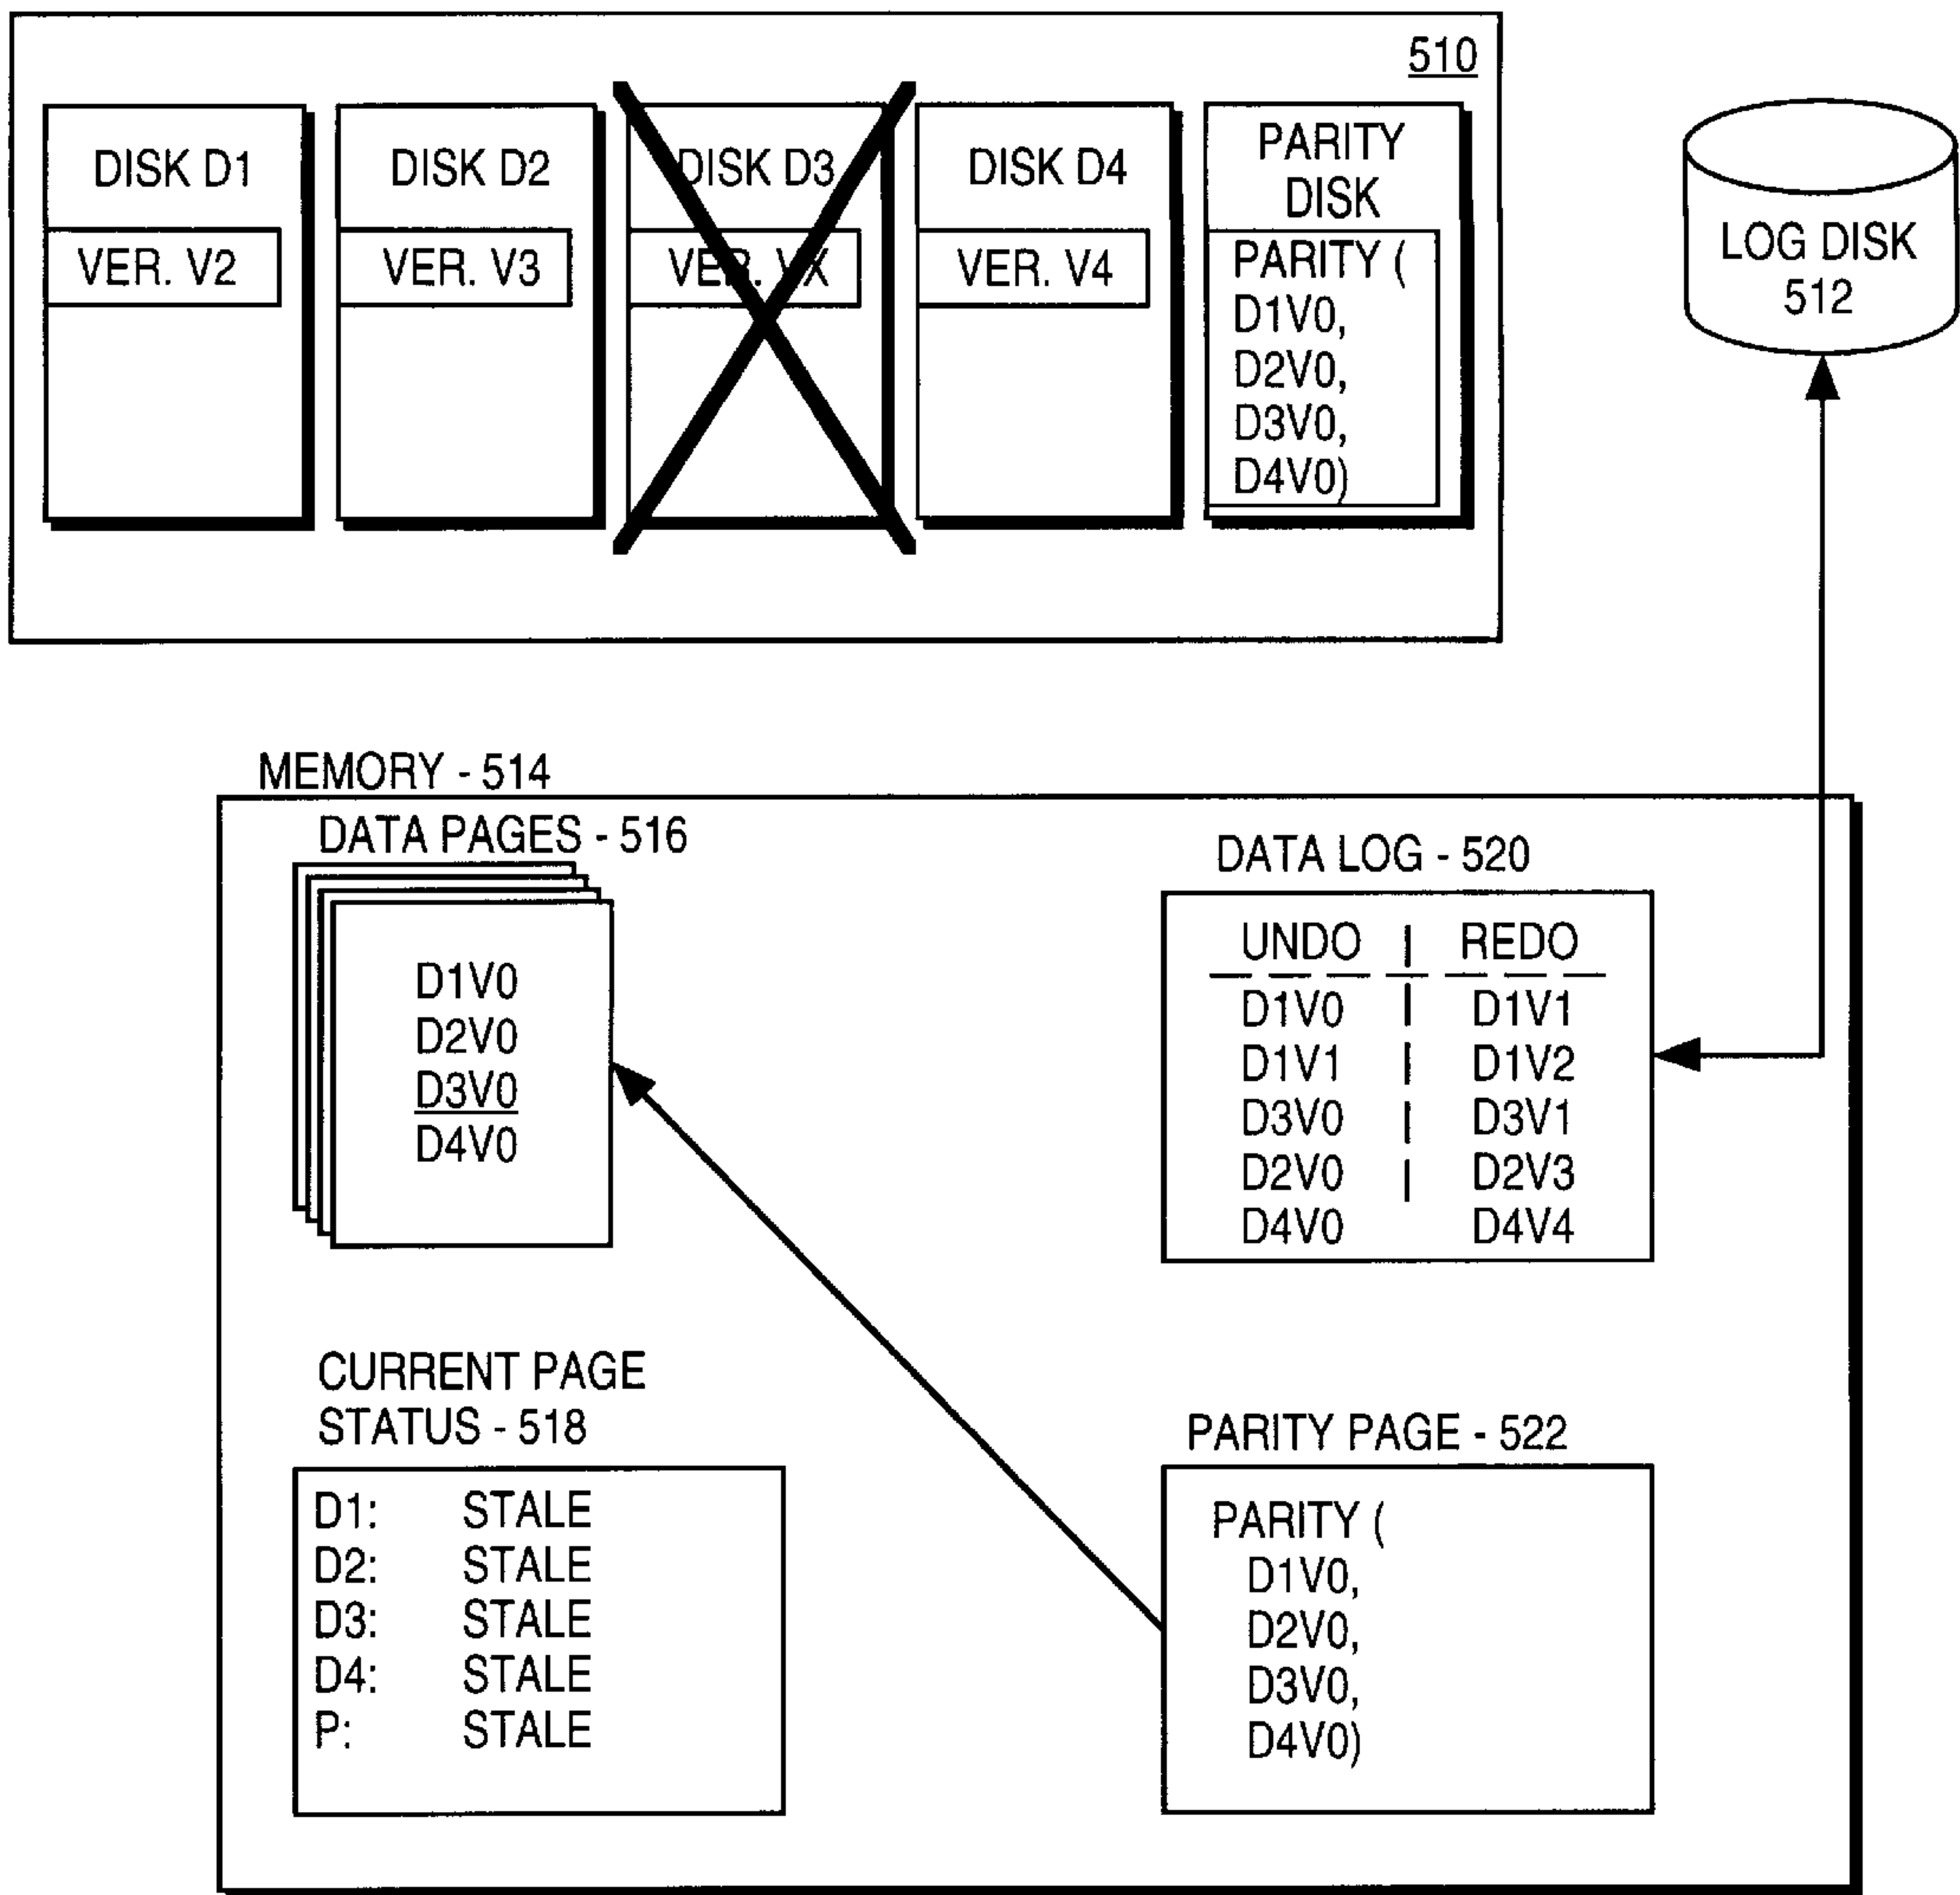 510
DISK D1
VER. V2
DISK D2
VER. V3
DISK D3
VER. VX
DISK D4
VER. V4
PARITY
DISK
PARITY (
D1V0,
D2V0,
D3V0,
D4V0)
LOG DISK
512
MEMORY - 514
DATA PAGES - 516
D1V0
D2V0
D3V0
D4V0
DATA LOG - 520
UNDO | REDO
D1V0 | D1V1
D1V1 | D1V2
D3V0 | D3V1
D2V0 | D2V3
D4V0 D4V4
CURRENT PAGE
STATUS - 518
D1: STALE
D2: STALE
D3: STALE
D4: STALE
P: STALE
PARITY PAGE - 522
PARITY (
D1V0,
D2V0,
D3V0,
D4V0)